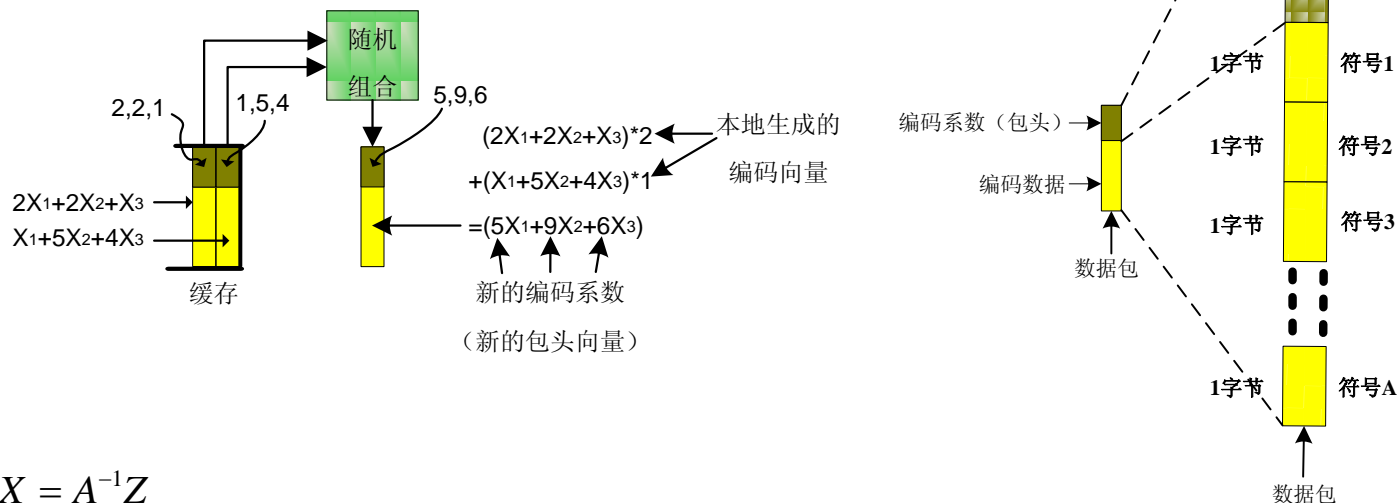 随机
组合
2,2,1
1,5,4
5,9,6
2X1+2X2+X3
X1+5X2+4X3
缓存
(2X1+2X2+X3)*2
+(X1+5X2+4X3)*1
=(5X1+9X2+6X3)
本地生成的
编码向量
新的编码系数
（新的包头向量）
编码系数（包头）
编码数据
数据包
1字节 符号1
1字节 符号2
1字节 符号3
1字节 符号A
数据包
X = A⁻¹Z